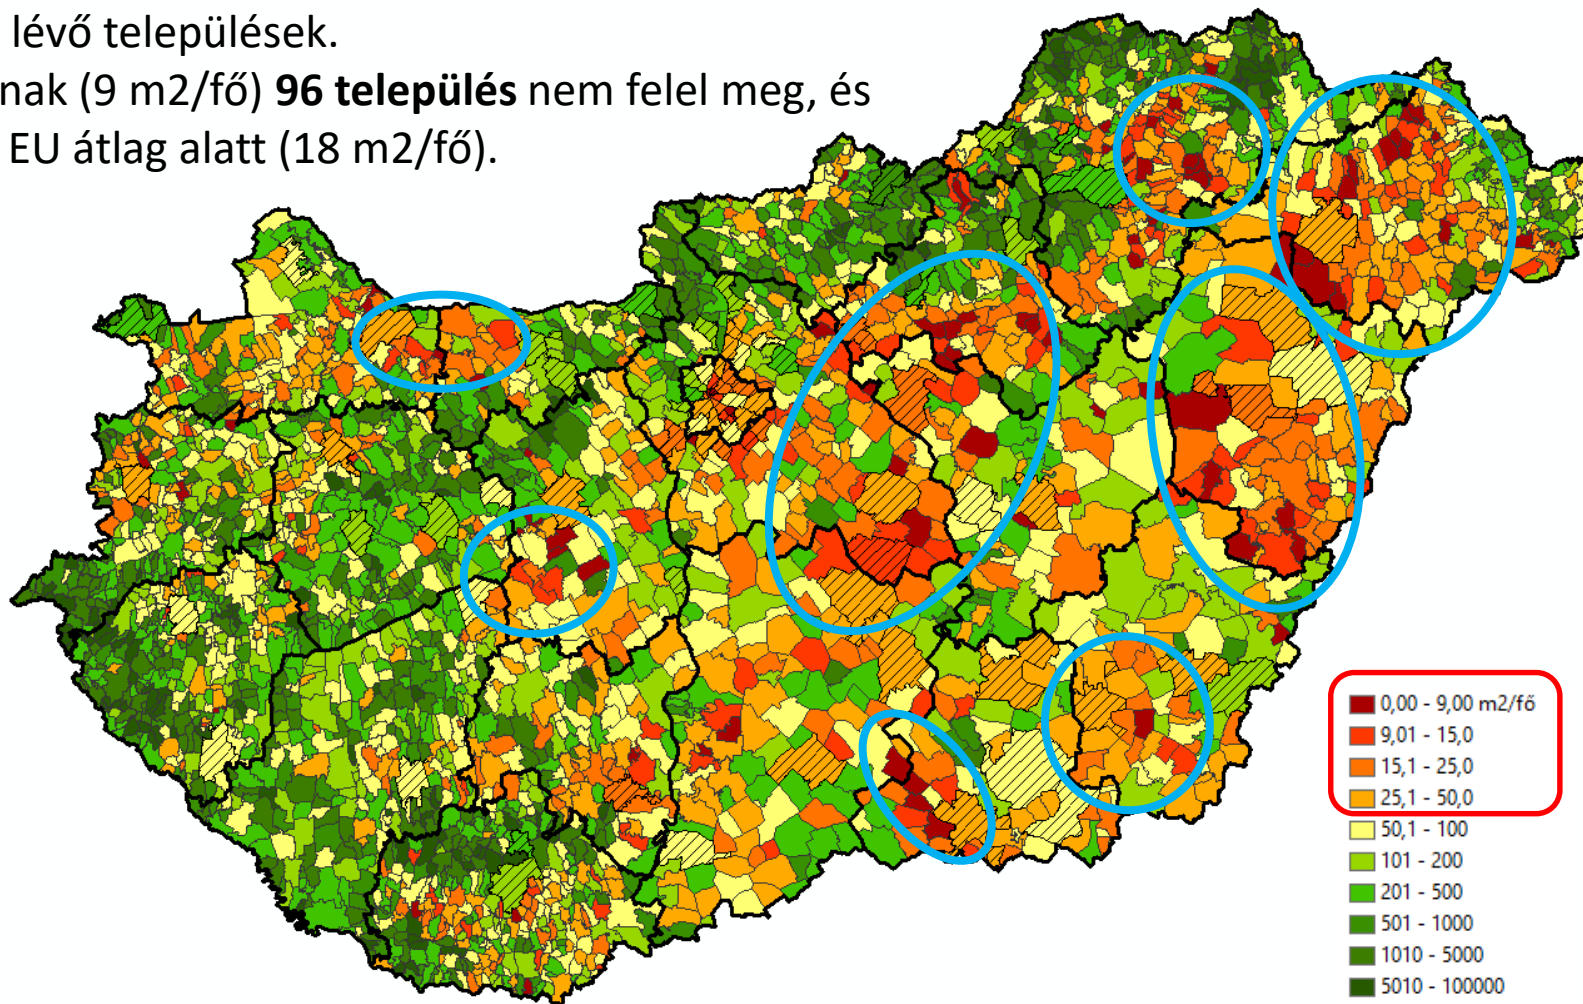 lévő települések.
nak (9 m2/fő) 96 település nem felel meg, és
EU átlag alatt (18 m2/fő).
0,00 - 9,00 m2/fő
9,01 - 15,0
15,1 - 25,0
25,1 - 50,0
50,1 - 100
101 - 200
201 - 500
501 - 1000
1010 - 5000
5010 - 100000